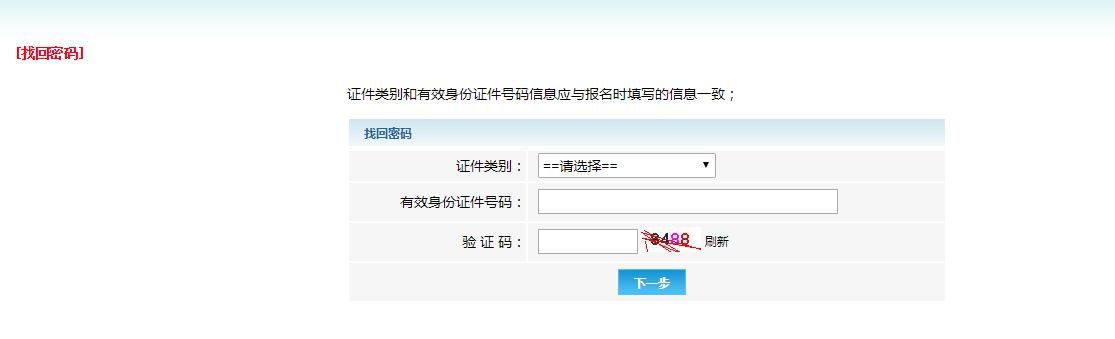 [找回密码]
证件类别和有效身份证件号码信息应与报名时填写的信息一致；
找回密码
证件类别： ==请选择==
有效身份证件号码：
验 证 码： 8488 刷新
下一步